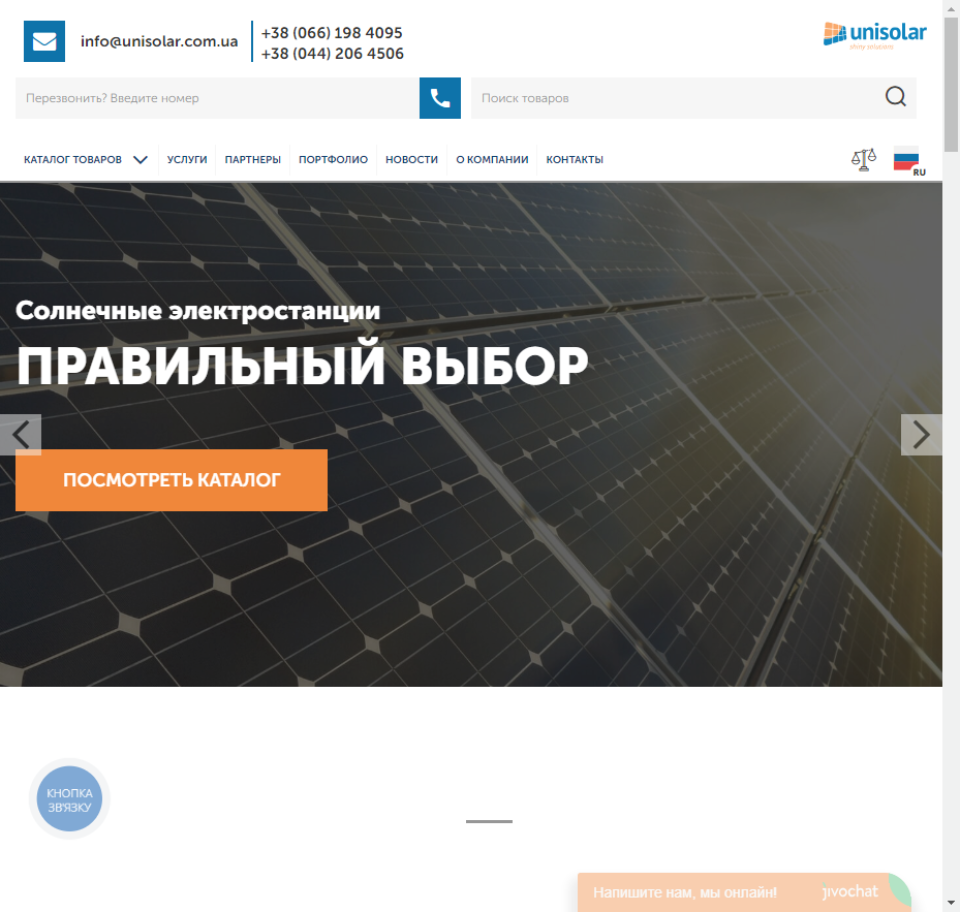 info@unisolar.com.ua
+38 (066) 198 4095
+38 (044) 206 4506
unisolar
shiny solutions
Перезвонить? Введите номер
Поиск товаров
КАТАЛОГ ТОВАРОВ
УСЛУГИ
ПАРТНЕРЫ
ПОРТФОЛИО
НОВОСТИ
О КОМПАНИИ
КОНТАКТЫ
RU
Солнечные электростанции
ПРАВИЛЬНЫЙ ВЫБОР
ПОСМОТРЕТЬ КАТАЛОГ
КНОПКА
ЗВ'ЯЗКУ
Напишите нам, мы онлайн!
jivochat